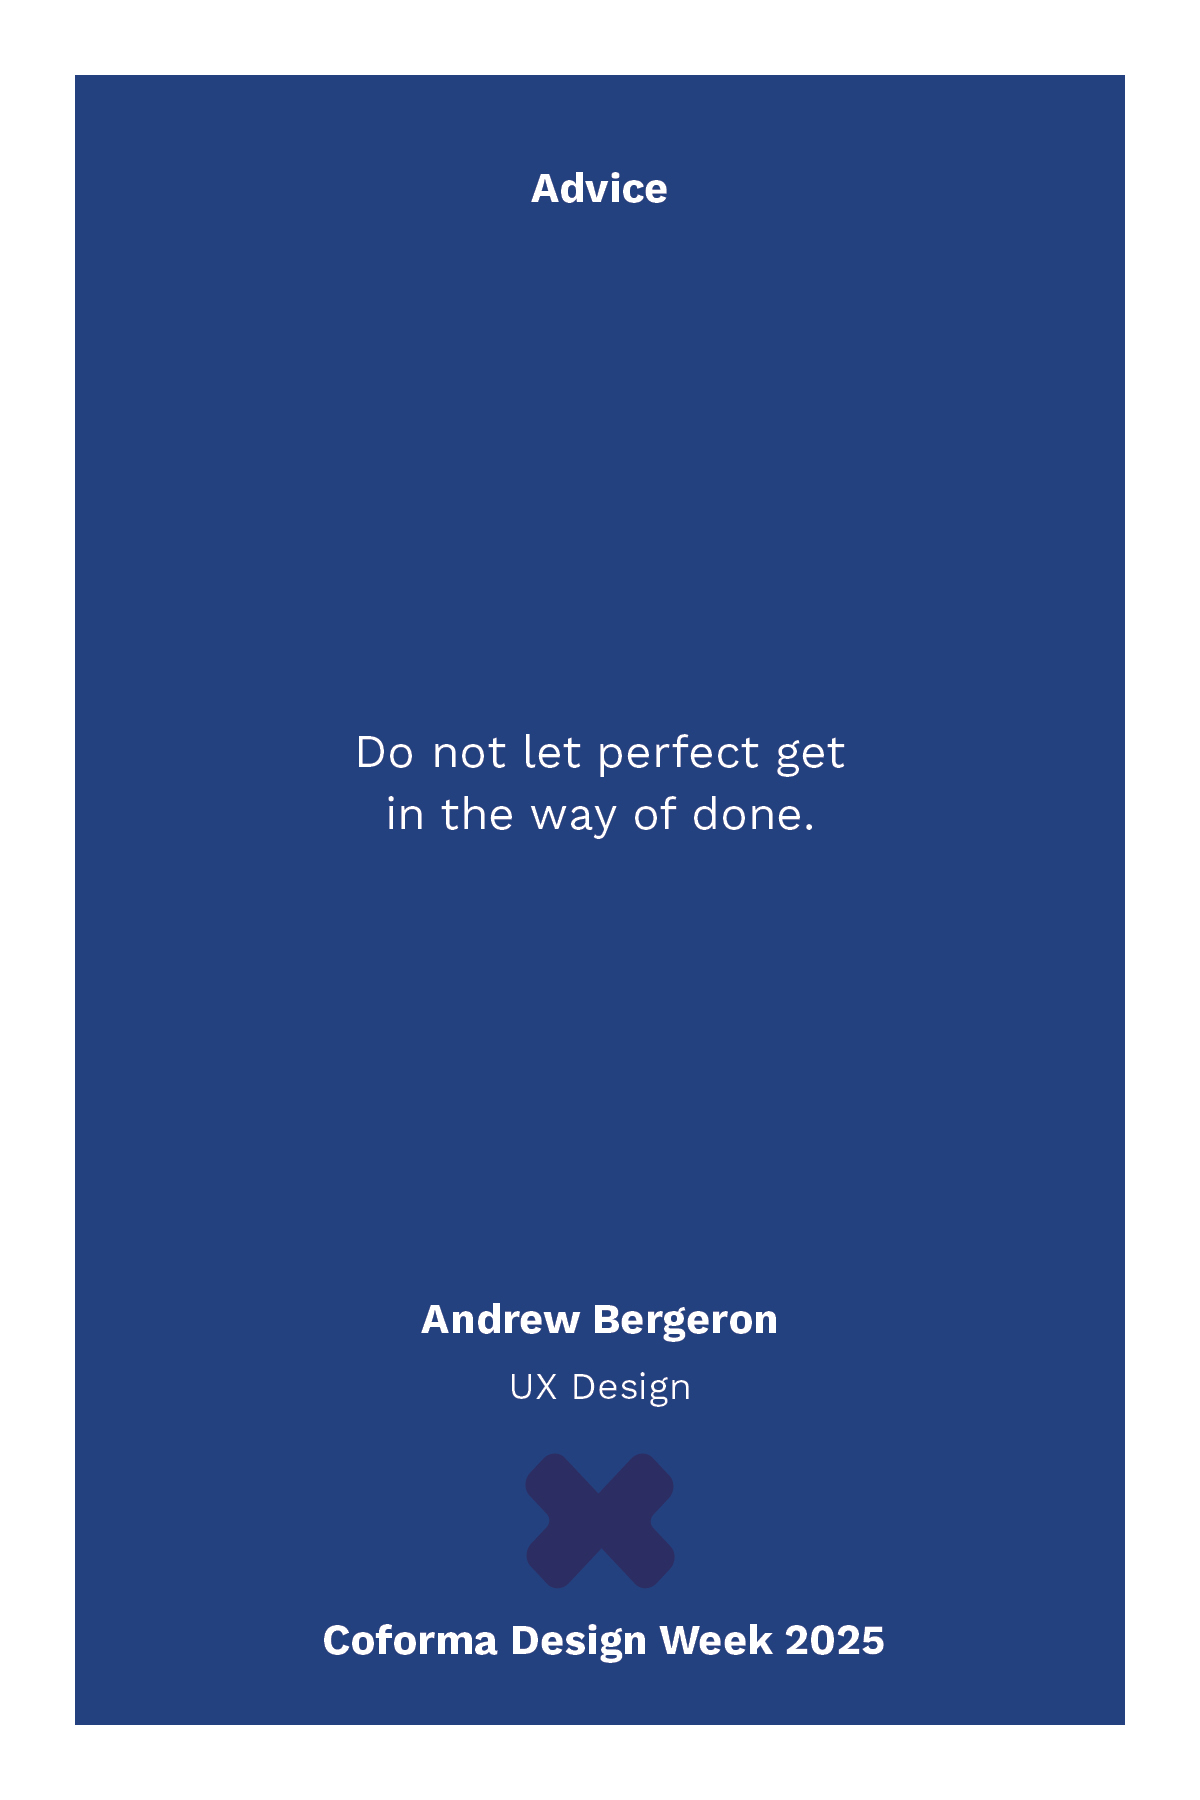 Advice
Do not let perfect get
in the way of done.
Andrew Bergeron
UX Design
Coforma Design Week 2025